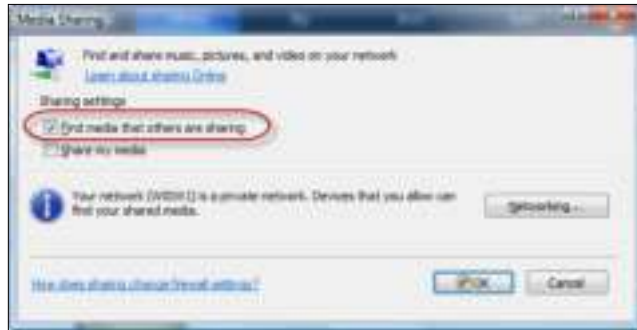 Media Sharing
Find and share music, pictures, and video on your network
Learn about sharing Online
Sharing settings
Find media that others are sharing
Share my media
Your network is a private network. Devices that you allow can
find your shared media.
Networking...
How does sharing change firewall settings?
OK
Cancel